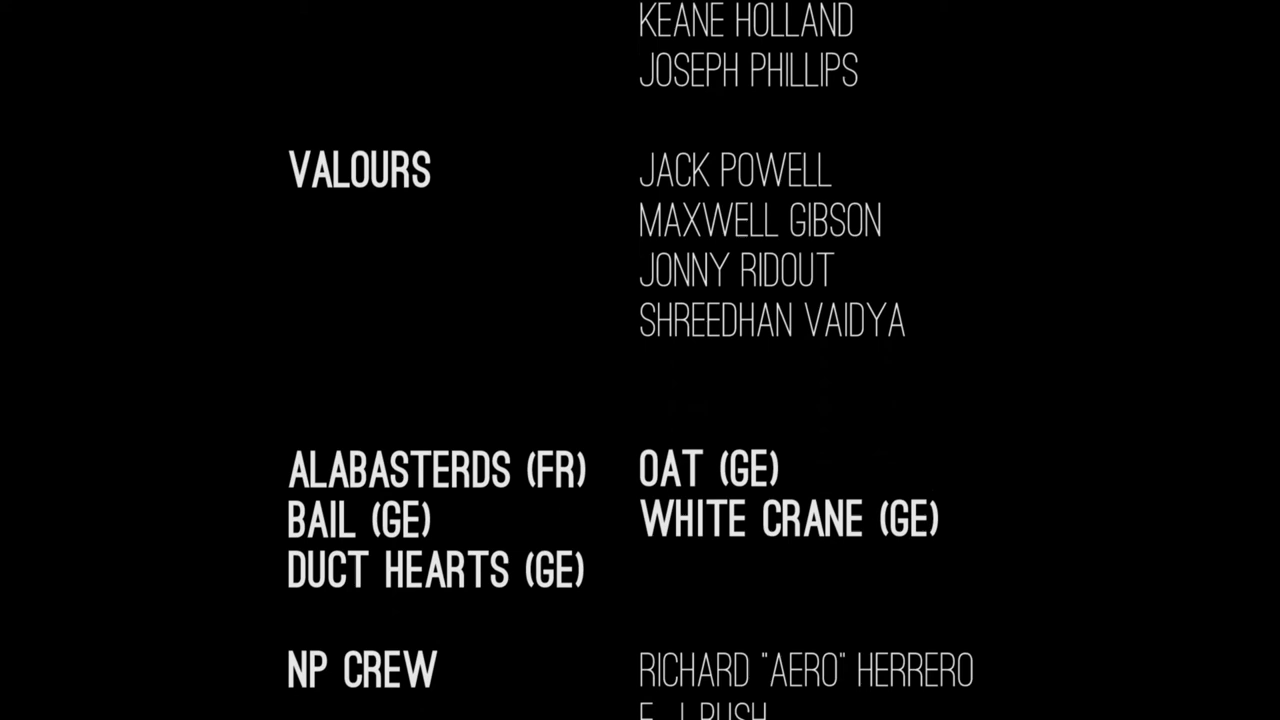 KEANE HOLLAND
JOSEPH PHILLIPS
VALOURS JACK POWELL
MAXWELL GIBSON
JONNY RIDOUT
SHREEDHAN VAIDYA
ALABASTERDS (FR) OAT (GE)
BAIL (GE) WHITE CRANE (GE)
DUCT HEARTS (GE)
NP CREW RICHARD "AERO" HERRERO